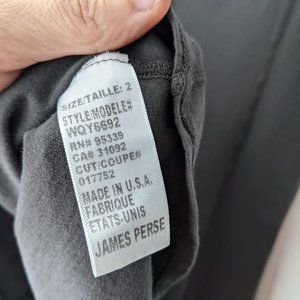 SIZE/TAILLE: 2
STYLE/MODELE#
WQY6692
RN# 95339
CA# 31092
CUT/COUPE#
017752
MADE IN U.S.A.
FABRIQUE
ETATS-UNIS
JAMES PERSE